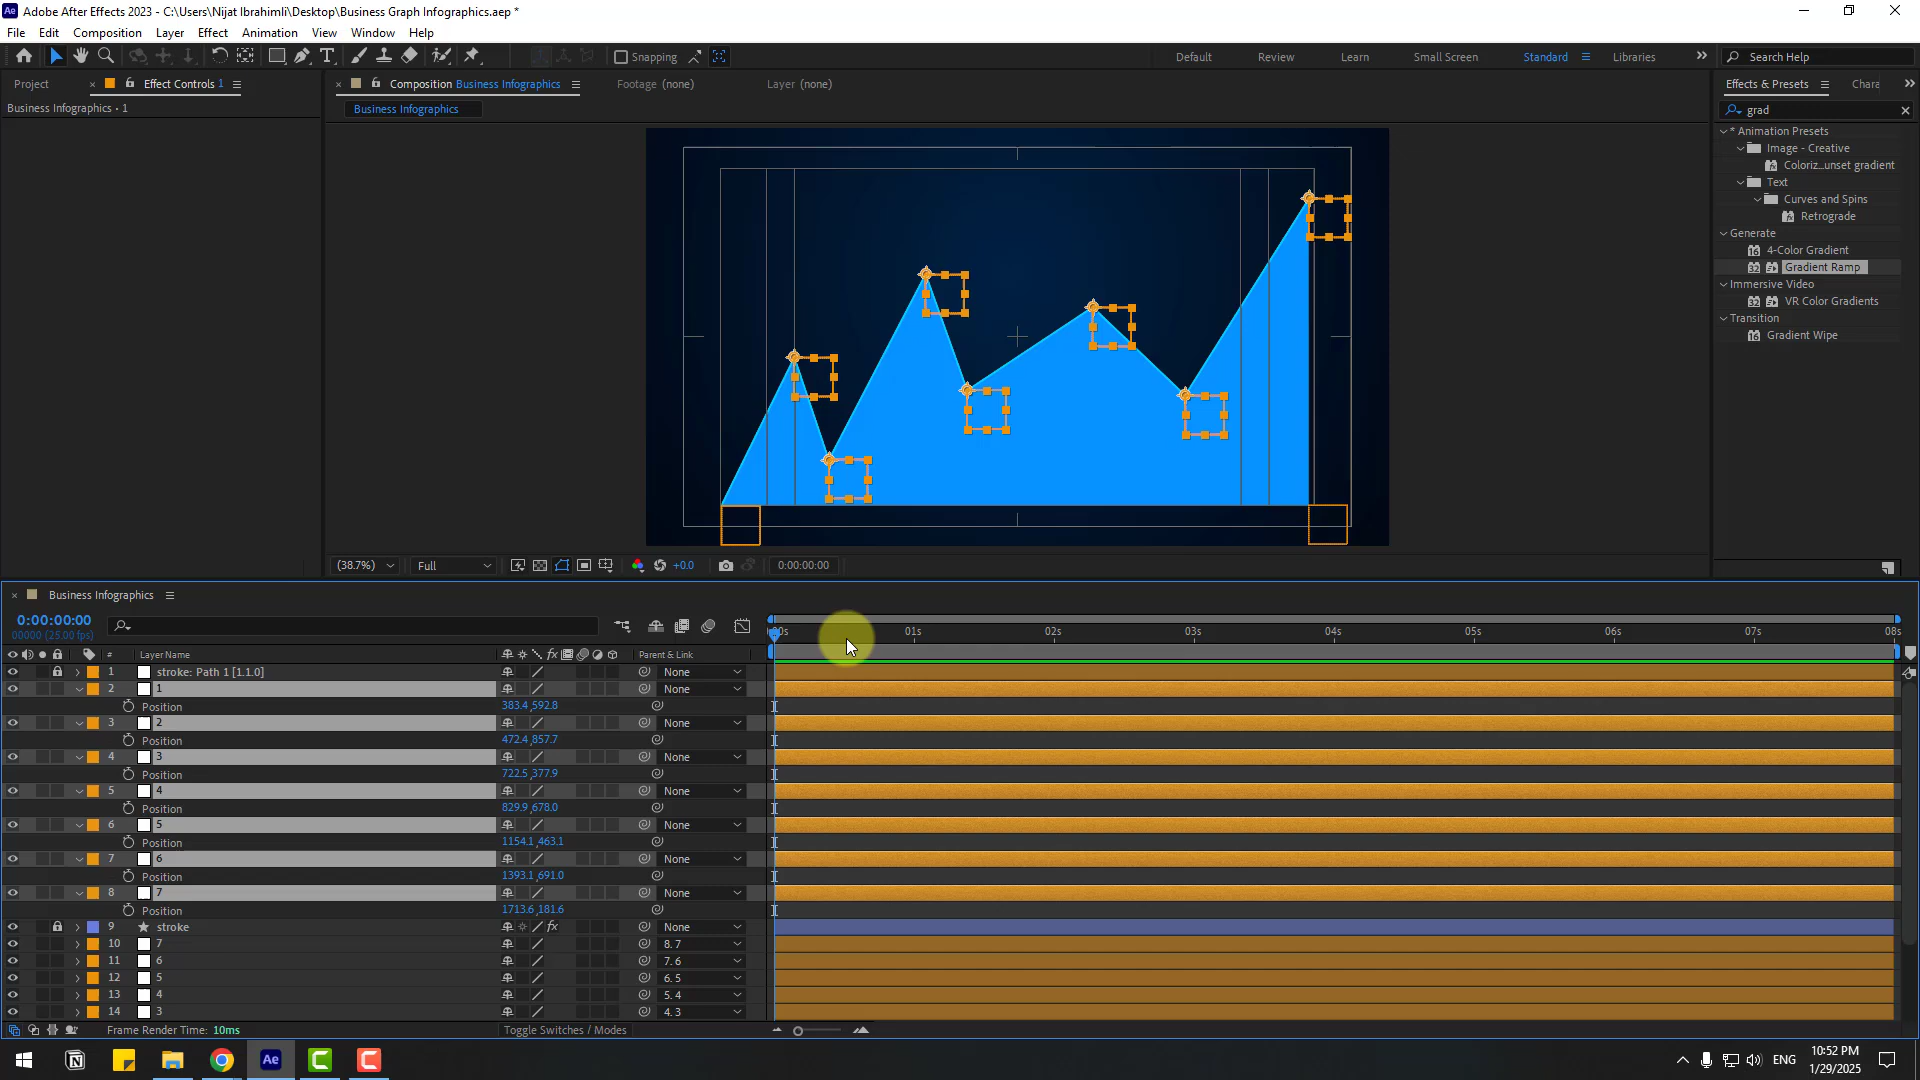 Adobe After Effects 2023 - C:\Users\Nijat Ibrahimli\Desktop\Business Graph Infographics.aep *
File Edit Composition Layer Effect Animation View Window Help
Snapping
Default Review Learn Small Screen Standard Libraries
Search Help
Project Effect Controls 1
Composition Business Infographics
Footage (none)
Layer (none)
Effects & Presets Chara
Business Infographics • 1
Business Infographics
grad
* Animation Presets
Image - Creative
Coloriz...unset gradient
Text
Curves and Spins
Retrograde
Generate
4-Color Gradient
Gradient Ramp
Immersive Video
VR Color Gradients
Transition
Gradient Wipe
(38.7%) Full +0.0 0:00:00:00
Business Infographics
0:00:00:00
00000 (25.00 fps)
:00s 01s 02s 03s 04s 05s 06s 07s 08s
# Layer Name Parent & Link
1 stroke: Path 1 [1.1.0] None
2 1 None
Position 383.4,592.8
3 2 None
Position 472.4,857.7
4 3 None
Position 722.5,377.9
5 4 None
Position 829.9,678.0
6 5 None
Position 1154.1,463.1
7 6 None
Position 1393.1,691.0
8 7 None
Position 1713.6,181.6
9 stroke None
10 7 8. 7
11 6 7. 6
12 5 6. 5
13 4 5. 4
14 3 4. 3
Frame Render Time: 10ms
Toggle Switches / Modes
ENG
10:52 PM
1/29/2025